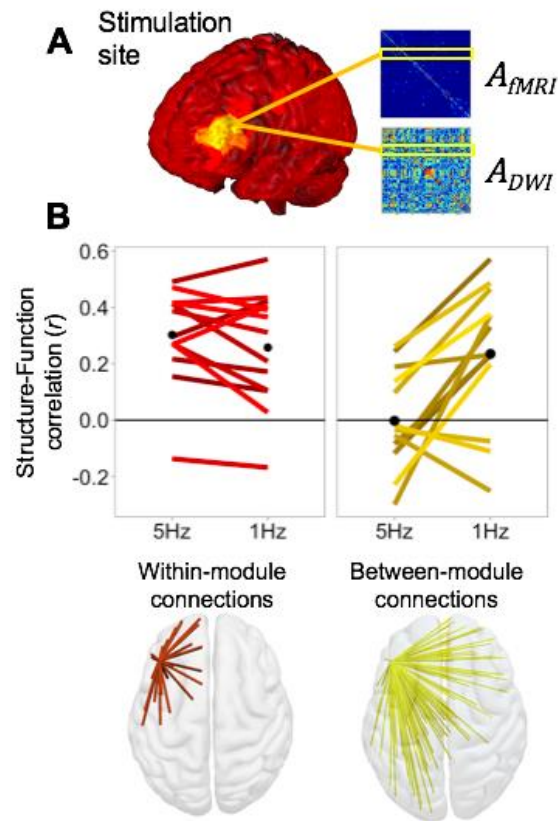 A
Stimulation
site
A_fMRI
A_DWI
B
Structure-Function
correlation (r)
0.6
0.4
0.2
0.0
-0.2
5Hz 1Hz 5Hz 1Hz
Within-module
connections
Between-module
connections